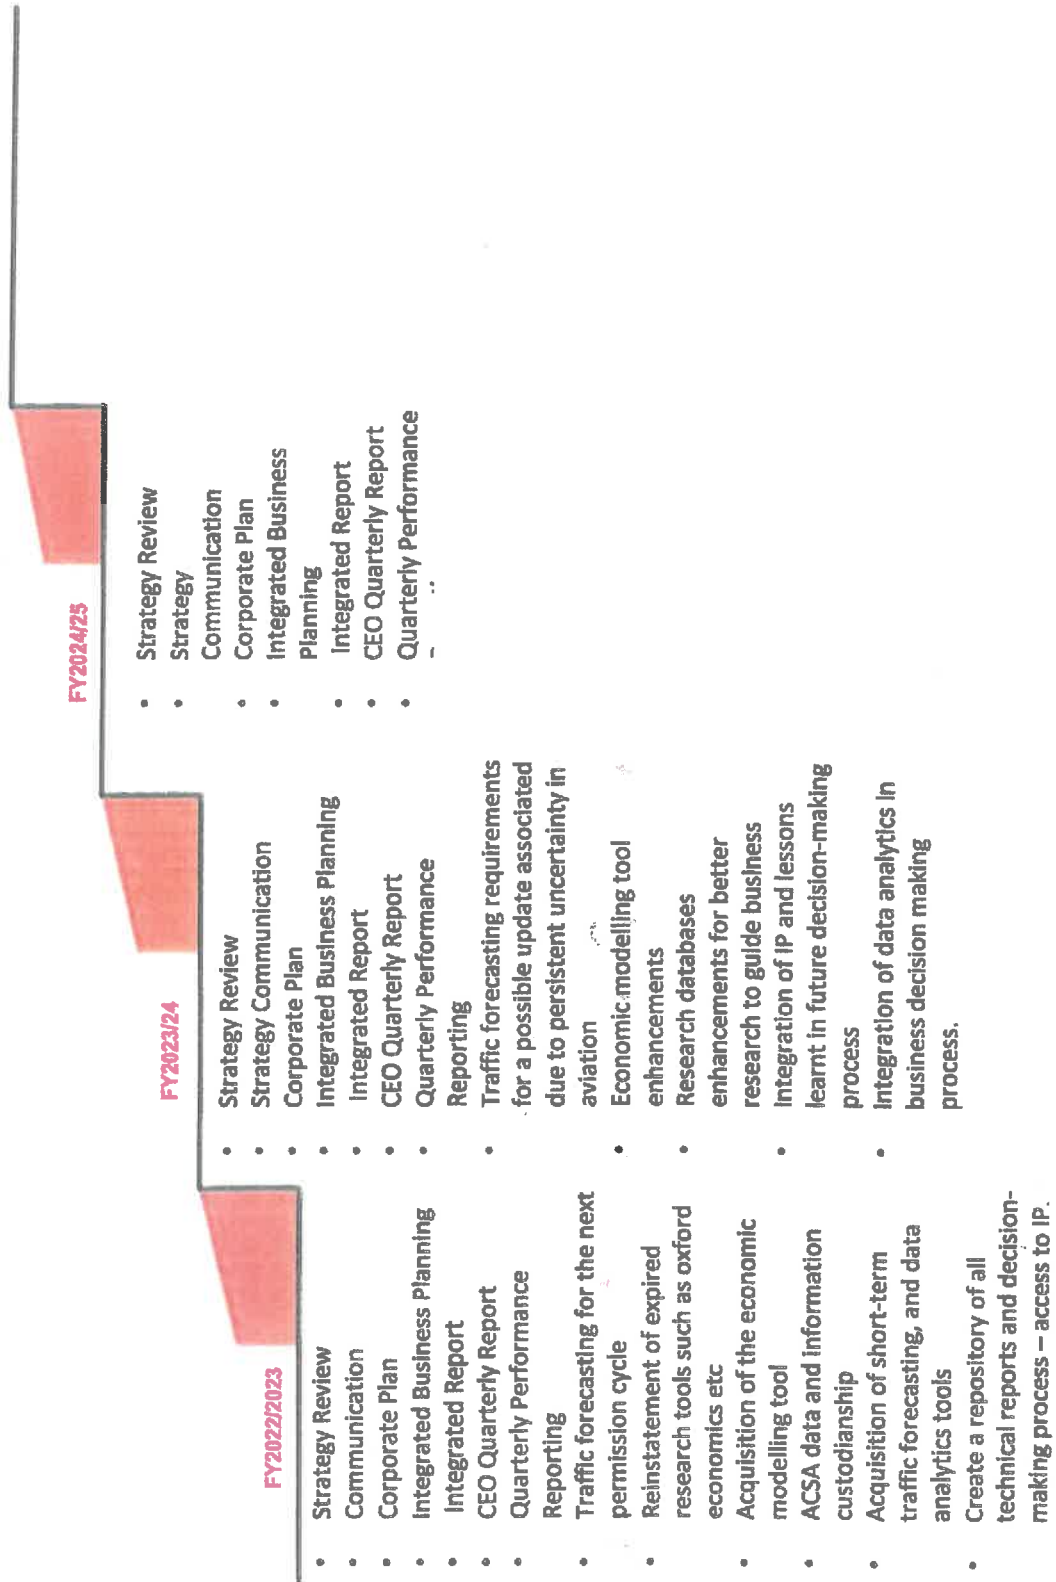 FY2022/2023
• Strategy Review
• Communication
• Corporate Plan
• Integrated Business Planning
• Integrated Report
• CEO Quarterly Report
• Quarterly Performance
Reporting
• Traffic forecasting for the next
permission cycle
• Reinstatement of expired
research tools such as oxford
economics etc
• Acquisition of the economic
modelling tool
• ACSA data and information
custodianship
• Acquisition of short-term
traffic forecasting, and data
analytics tools
• Create a repository of all
technical reports and decision-
making process – access to IP.
FY2023/24
• Strategy Review
• Strategy Communication
• Corporate Plan
• Integrated Business Planning
• Integrated Report
• CEO Quarterly Report
• Quarterly Performance
Reporting
• Traffic forecasting requirements
for a possible update associated
due to persistent uncertainty in
aviation
• Economic modelling tool
enhancements
• Research databases
enhancements for better
research to guide business
• Integration of IP and lessons
learnt in future decision-making
process
• Integration of data analytics in
business decision making
process.
FY2024/25
• Strategy Review
• Strategy
Communication
• Corporate Plan
• Integrated Business
Planning
• Integrated Report
• CEO Quarterly Report
• Quarterly Performance